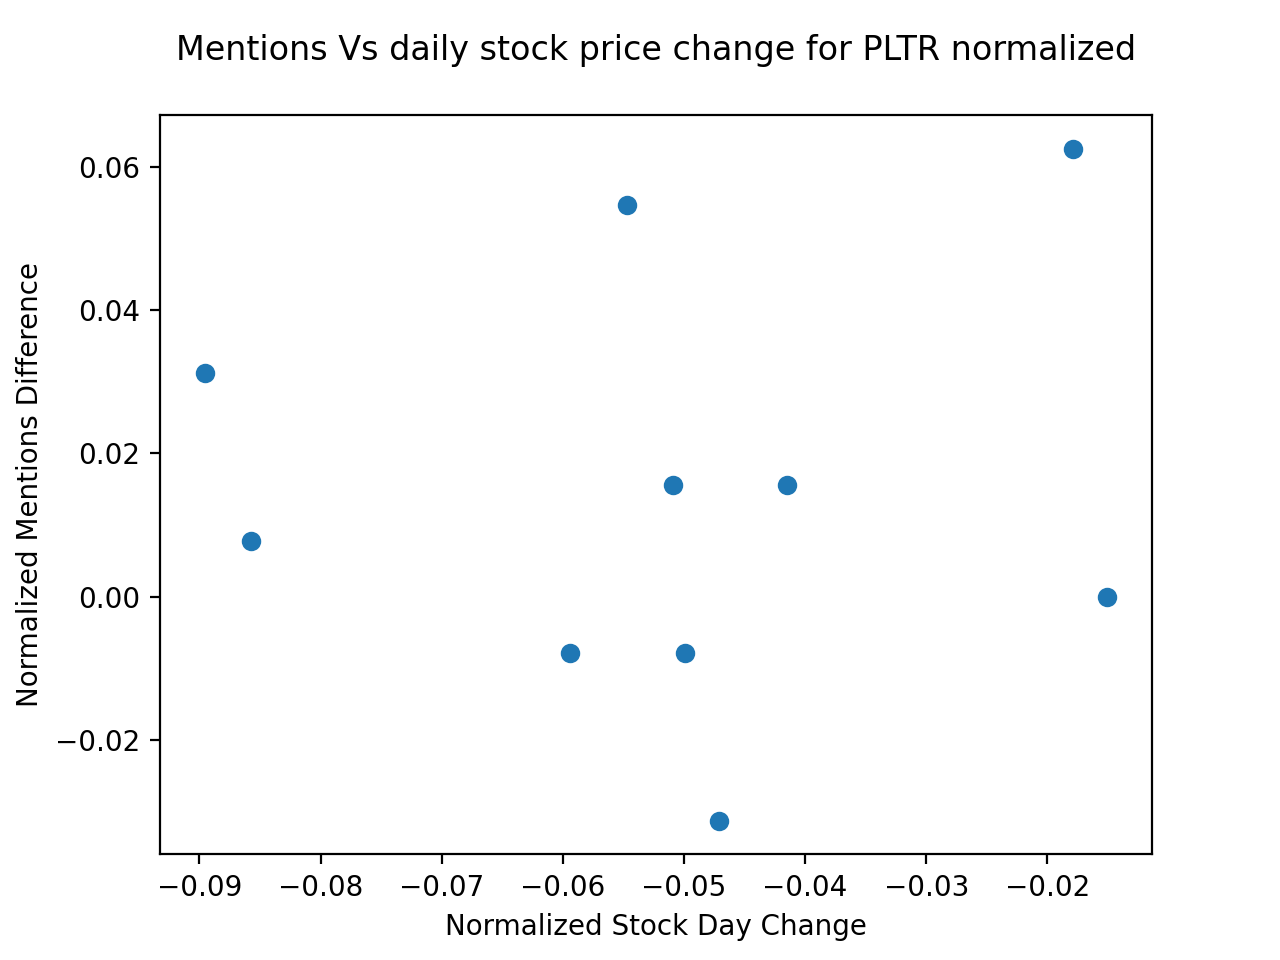 Mentions Vs daily stock price change for PLTR normalized
0.06
0.04
0.02
0.00
−0.02
Normalized Mentions Difference
−0.09 −0.08 −0.07 −0.06 −0.05 −0.04 −0.03 −0.02
Normalized Stock Day Change